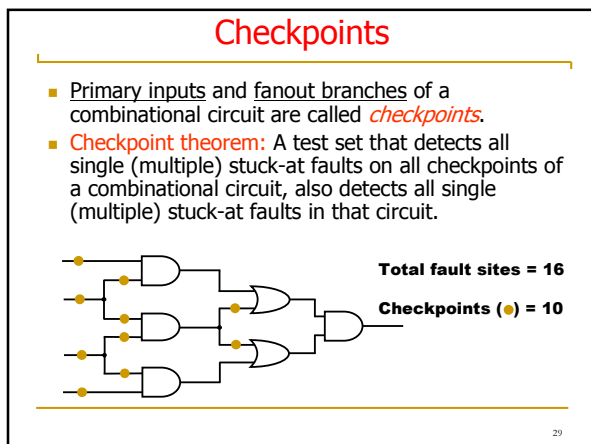 Checkpoints
Primary inputs and fanout branches of a
combinational circuit are called checkpoints.
Checkpoint theorem: A test set that detects all
single (multiple) stuck-at faults on all checkpoints of
a combinational circuit, also detects all single
(multiple) stuck-at faults in that circuit.
Total fault sites = 16
Checkpoints ( ) = 10
29